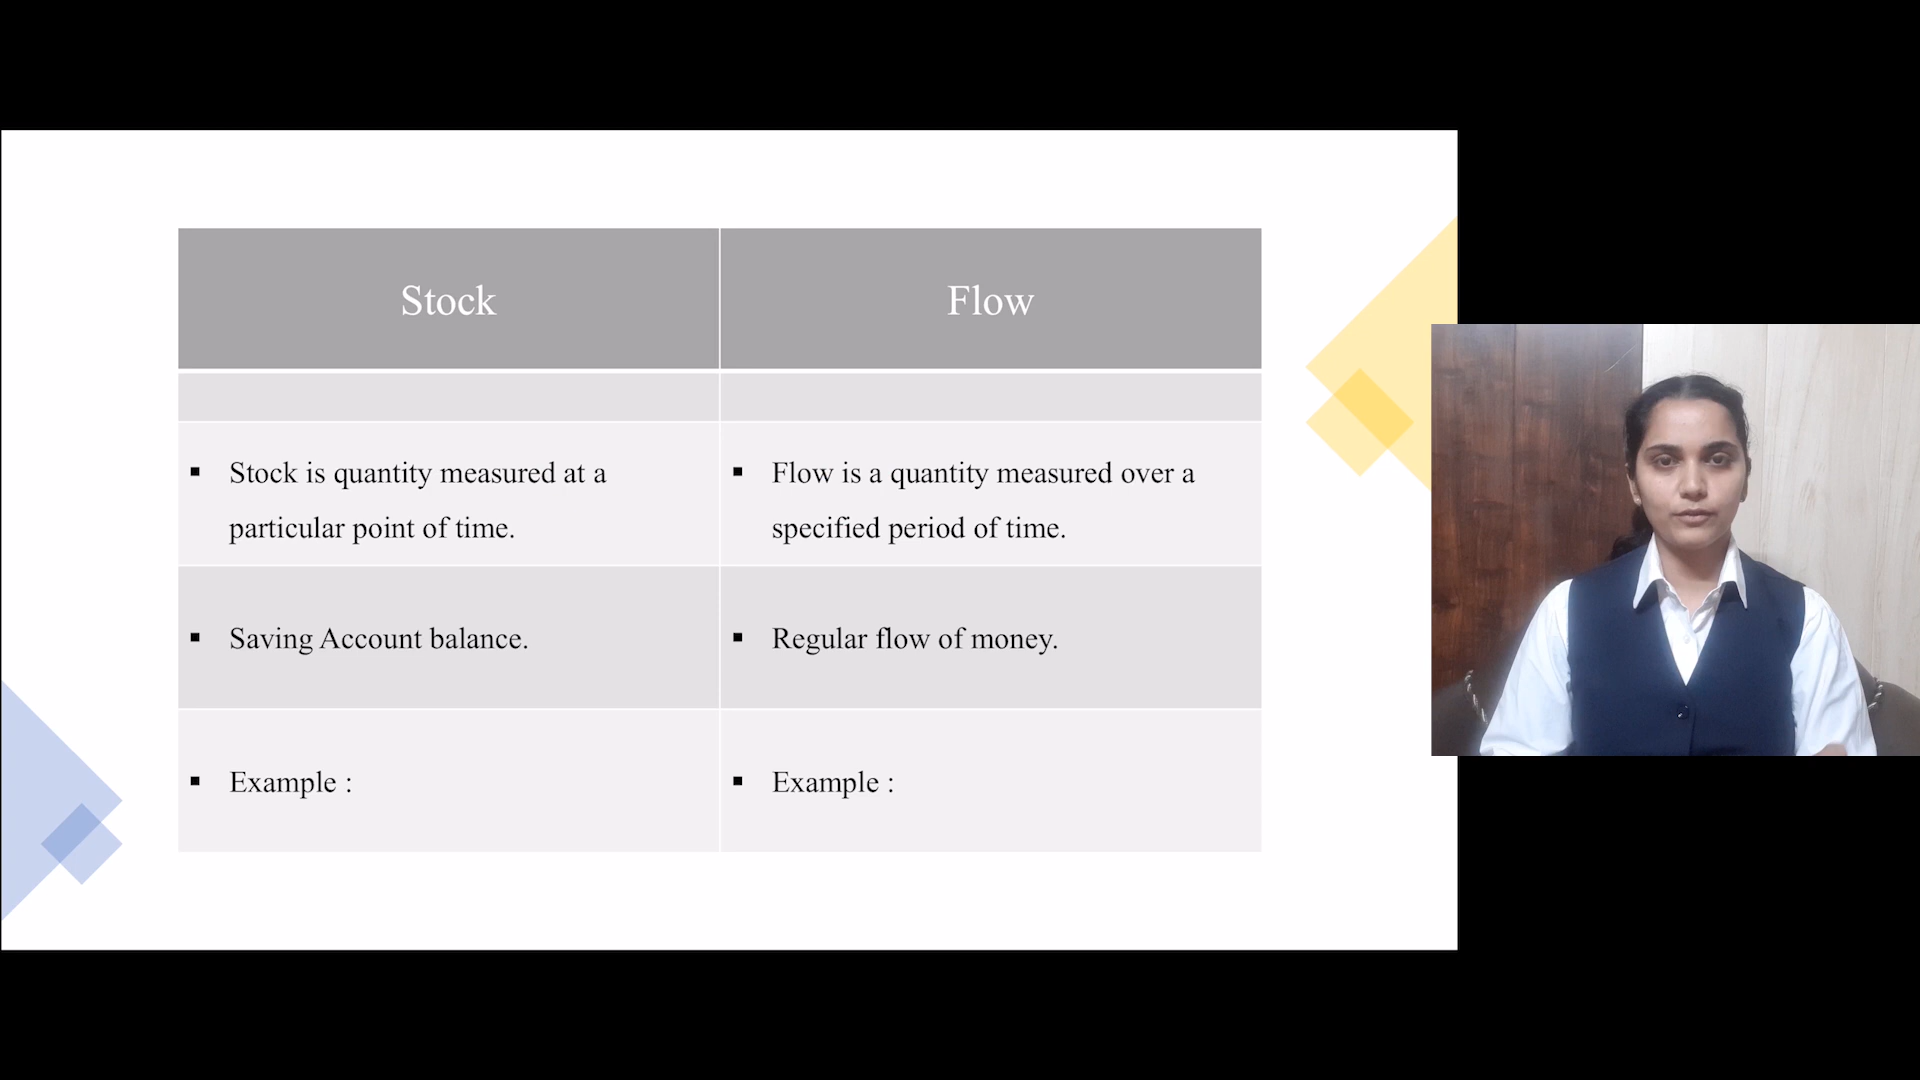 Stock
Flow
▪ Stock is quantity measured at a
particular point of time.
▪ Flow is a quantity measured over a
specified period of time.
▪ Saving Account balance.
▪ Regular flow of money.
▪ Example :
▪ Example :